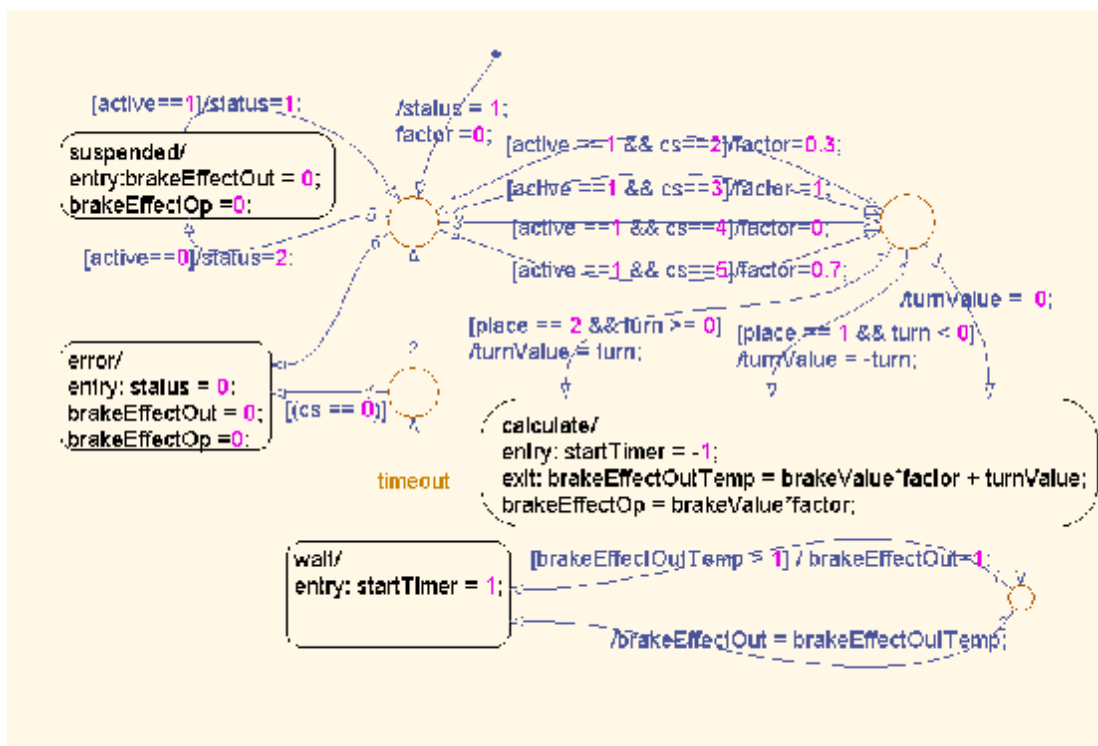 [active==1]/status=1;
/status = 1;
factor =0;
suspended/
entry:brakeEffectOut = 0;
brakeEffectOp =0;
[active==0]/status=2;
[active ==1 && cs==2]/factor=0.3;
[active ==1 && cs==3]/factor =1;
[active ==1 && cs==4]/factor=0;
[active ==1 && cs==5]/factor=0.7;
5
6
3
4
/turnValue = 0;
[place == 2 && turn >= 0]
/turnValue = turn;
[place == 1 && turn < 0]
/turnValue = -turn;
error/
entry: status = 0;
brakeEffectOut = 0;
brakeEffectOp =0;
[(cs == 0)]
timeout
calculate/
entry: startTimer = -1;
exit: brakeEffectOutTemp = brakeValue*factor + turnValue;
brakeEffectOp = brakeValue*factor;
wait/
entry: startTimer = 1;
[brakeEffectOutTemp > 1] / brakeEffectOut=1;
/brakeEffectOut = brakeEffectOutTemp;